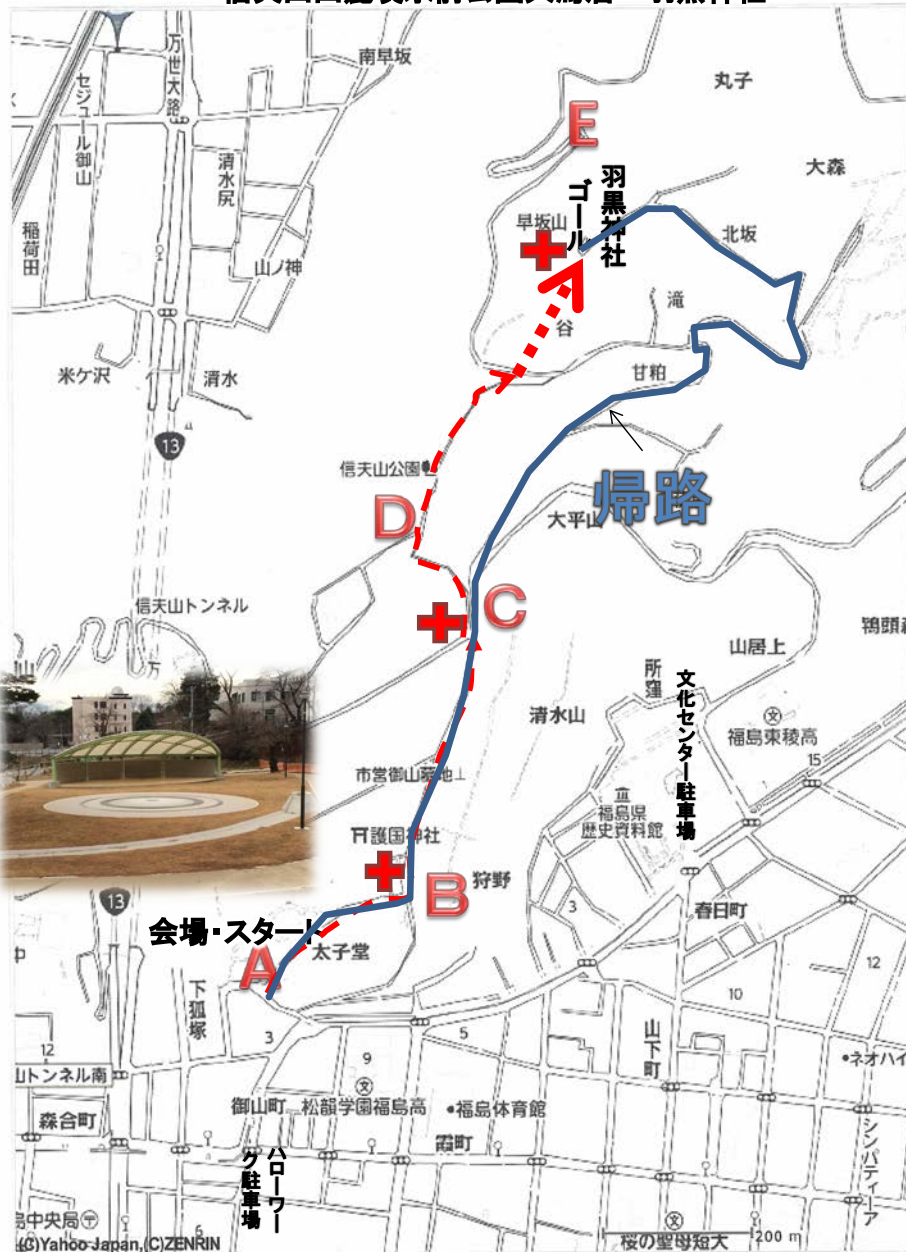 南早坂
万世大路
セジュール御山
丸子
E
清水尻
大森
羽黒神社
ゴール
早坂山
北坂
稲荷田
山ノ神
滝
谷
米ケ沢
清水
甘粕
13
信夫山公園
帰路
D
大平山
C
信夫山トンネル
山居上
所窪
文化センター駐車場
清水山
福島東稜高
15
市営御山墓地
福島県
歴史資料館
護国神社
狩野
B
13
3
春日町
会場・スタート
太子堂
A
12
下狐塚
10
3
5
山下町
12
9
山トンネル南
ネオハイ
御山町
松韻学園福島高
福島体育館
森合町
霞町
シンパティーア
ハローワー
ク駐車場
島中央局
6
桜の聖母短大
200 m
(C)Yahoo Japan,(C)ZENRIN